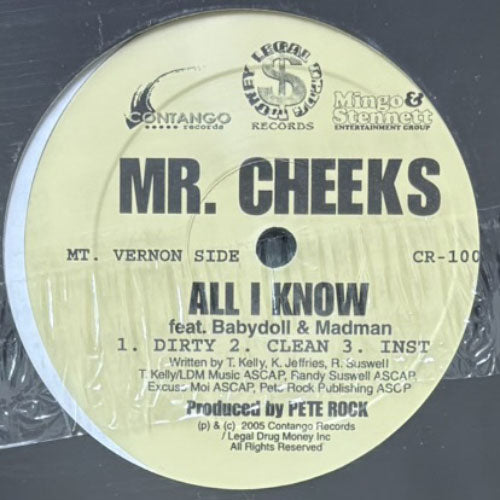 LEGAL DRUG MONEY
CONTANGO
records
RECORDS
Mingo &
Stennett
ENTERTAINMENT GROUP
MR. CHEEKS
MT. VERNON SIDE CR-100
ALL I KNOW
feat. Babydoll & Madman
1. DIRTY 2. CLEAN 3. INST
Written by T. Kelly, K. Jeffries, R. Suswell
T. Kelly/LDM Music ASCAP, Randy Suswell ASCAP,
Excuse Moi ASCAP, Pete Rock Publishing ASCP
Produced by PETE ROCK
(p) & (c) 2005 Contango Records
/ Legal Drug Money Inc
All Rights Reserved